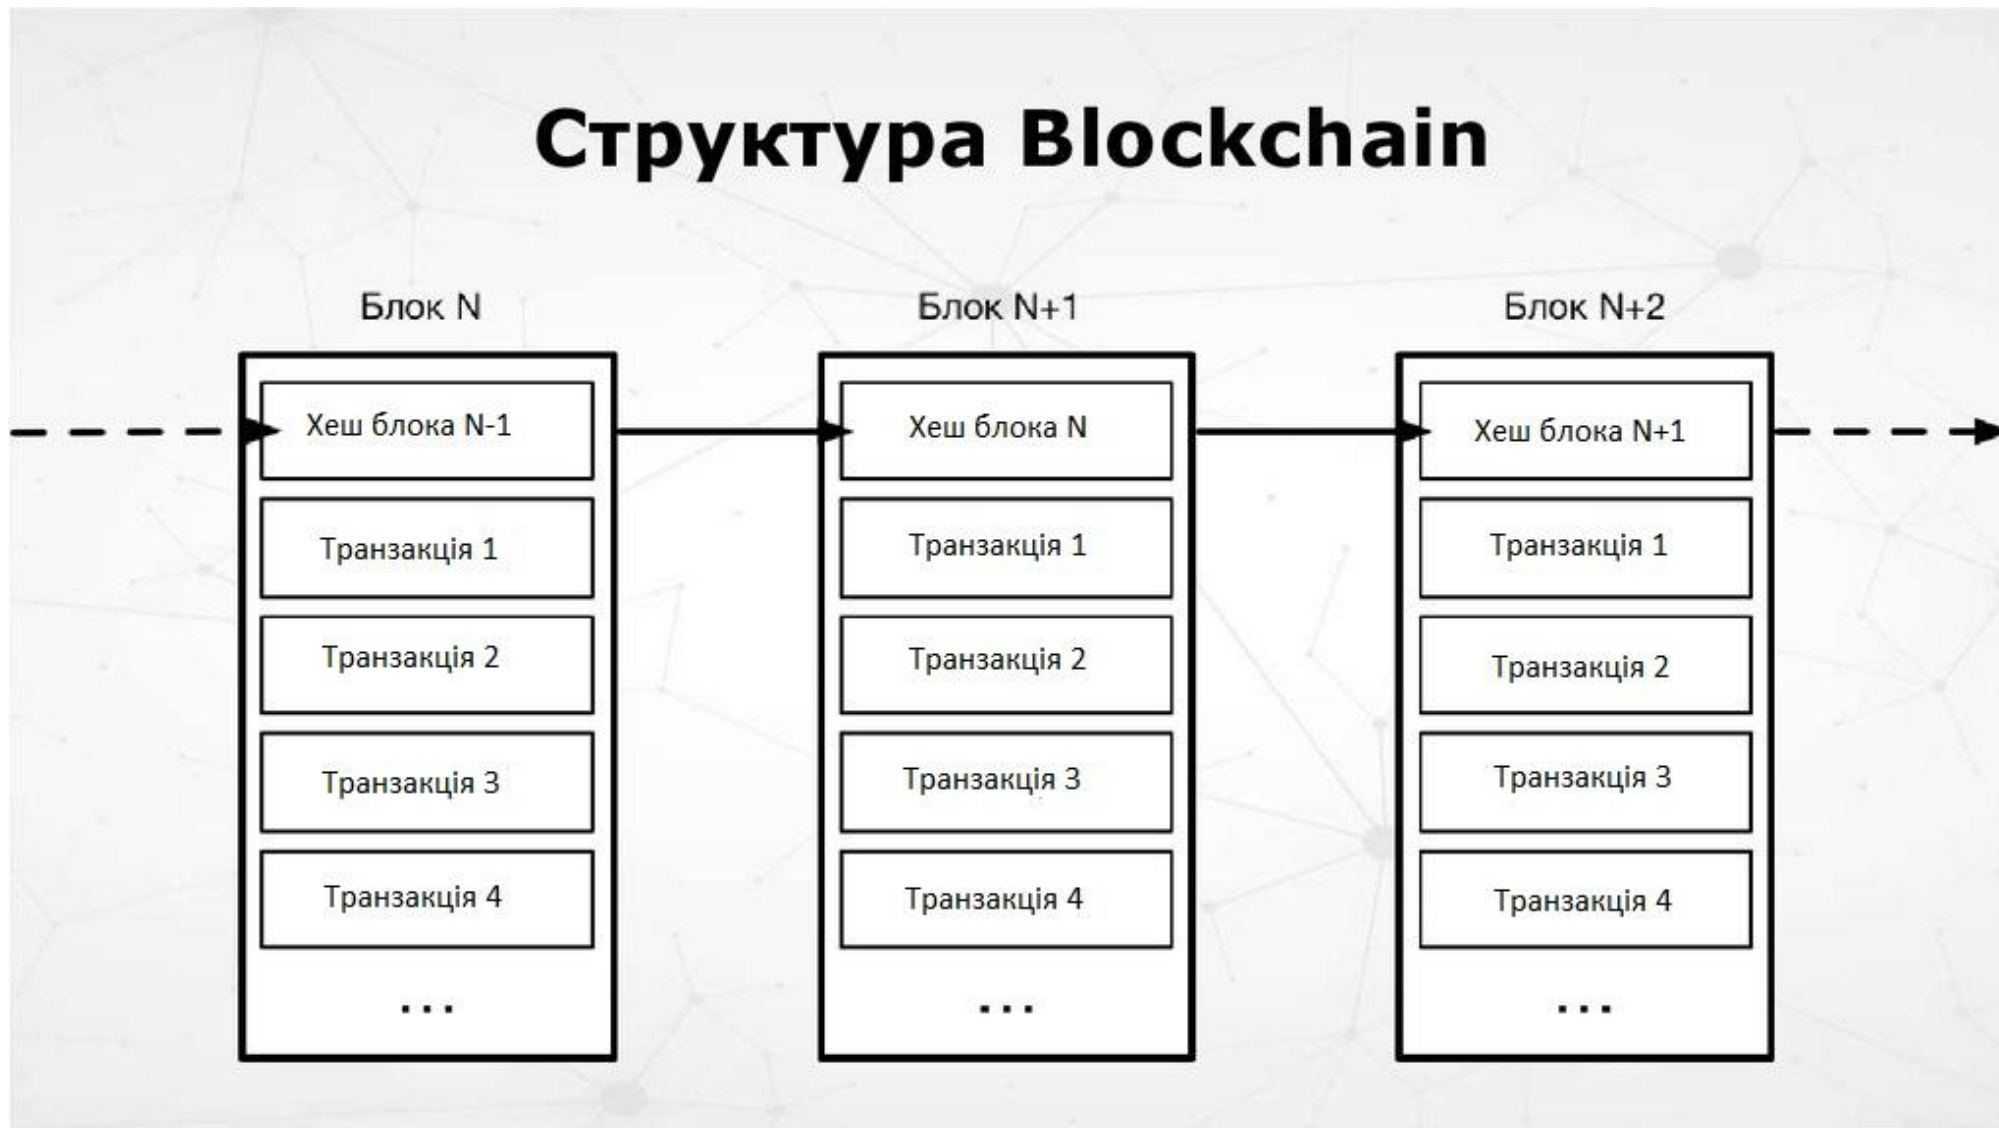 Структура Blockchain
Блок N
Хеш блока N-1
Транзакція 1
Транзакція 2
Транзакція 3
Транзакція 4
...
Блок N+1
Хеш блока N
Транзакція 1
Транзакція 2
Транзакція 3
Транзакція 4
...
Блок N+2
Хеш блока N+1
Транзакція 1
Транзакція 2
Транзакція 3
Транзакція 4
...